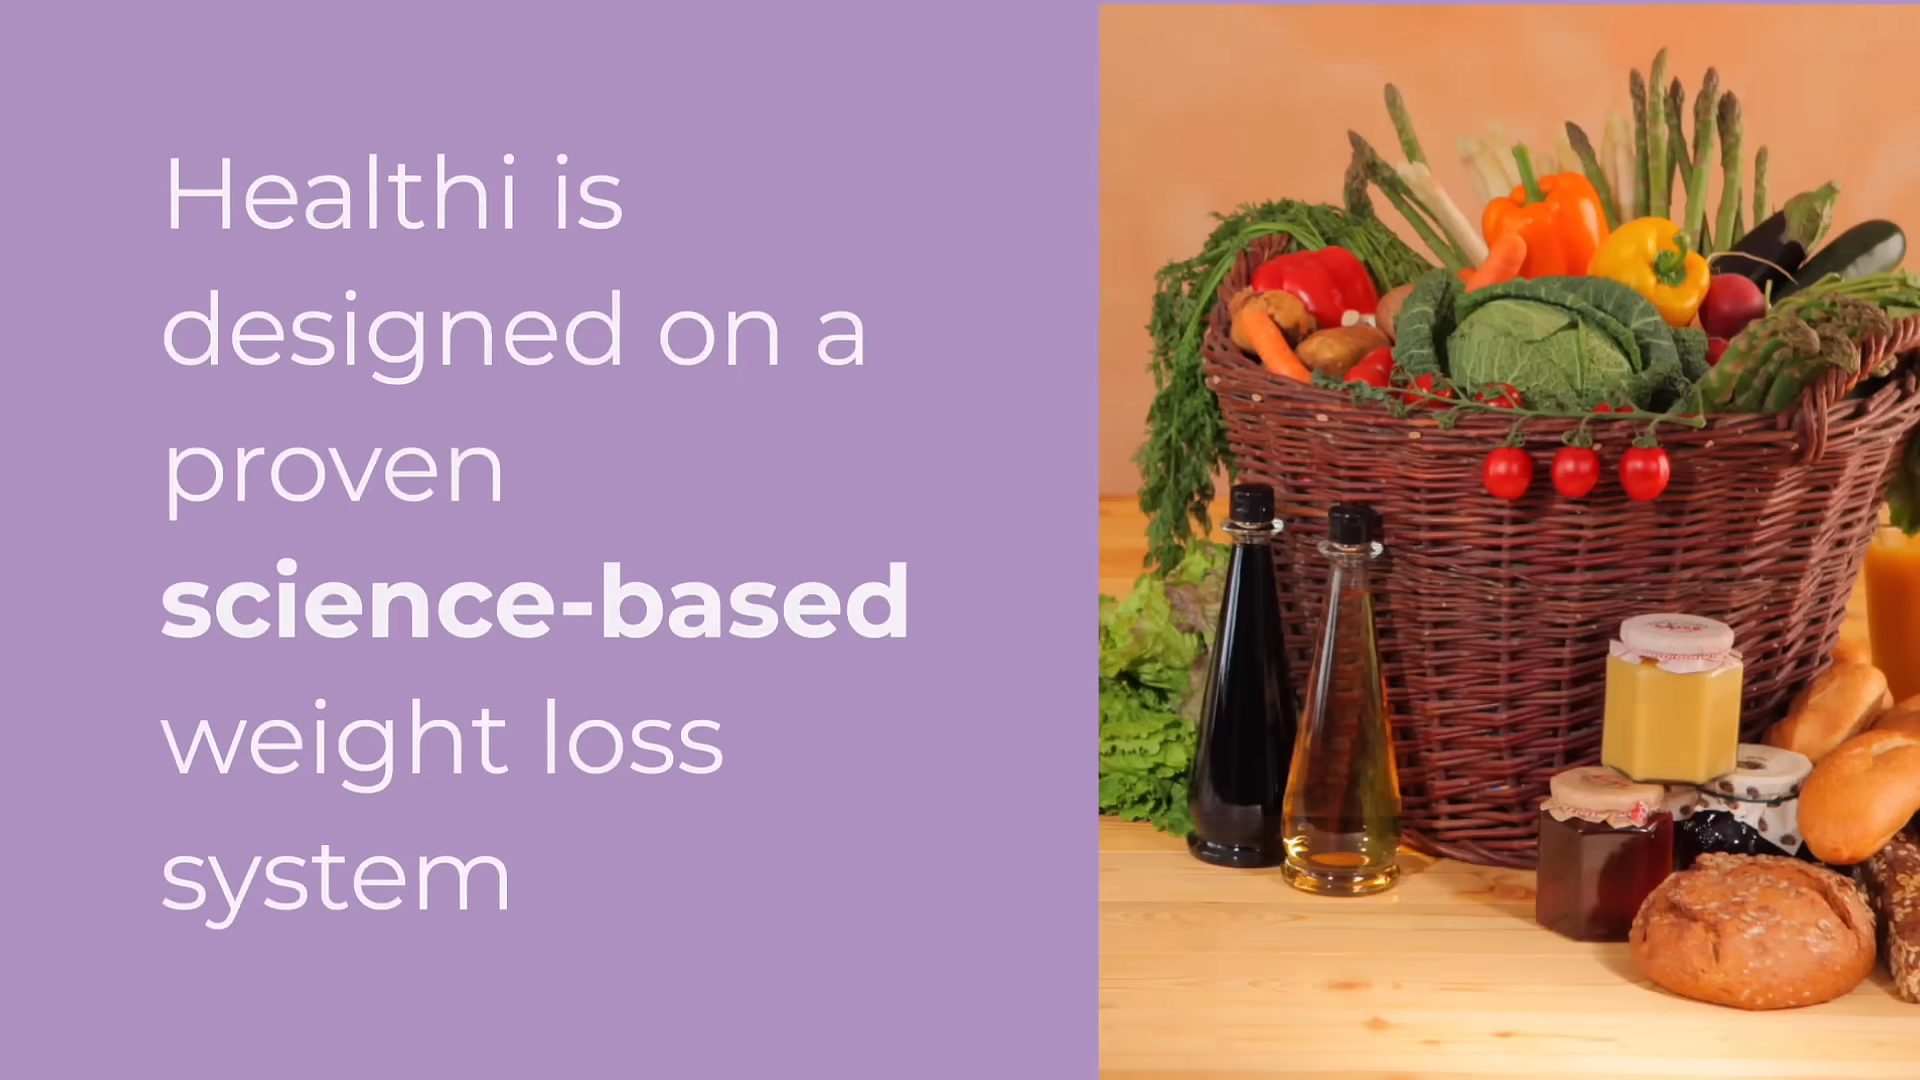 Healthi is
designed on a
proven
science-based
weight loss
system